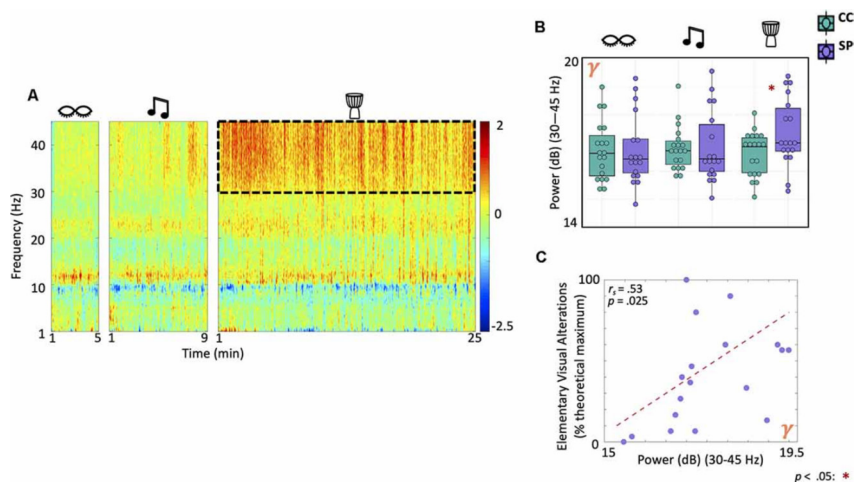 A
Frequency (Hz)
40
30
20
10
1
1
5
1
9
1
25
Time (min)
2
0
-2.5
B
CC
SP
γ
20
14
Power (dB) (30—45 Hz)
*
C
rs = .53
p = .025
100
0
Elementary Visual Alterations
(% theoretical maximum)
γ
15
19.5
Power (dB) (30-45 Hz)
p < .05: *